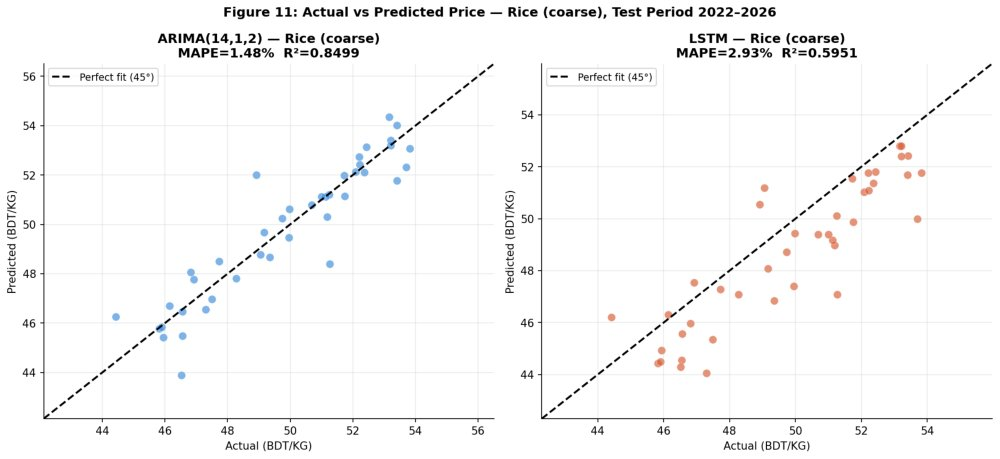 Figure 11: Actual vs Predicted Price — Rice (coarse), Test Period 2022–2026
ARIMA(14,1,2) — Rice (coarse)
MAPE=1.48%  R²=0.8499
Perfect fit (45°)
56
54
52
50
48
46
44
Predicted (BDT/KG)
44 46 48 50 52 54 56
Actual (BDT/KG)
LSTM — Rice (coarse)
MAPE=2.93%  R²=0.5951
Perfect fit (45°)
54
52
50
48
46
44
Predicted (BDT/KG)
44 46 48 50 52 54
Actual (BDT/KG)